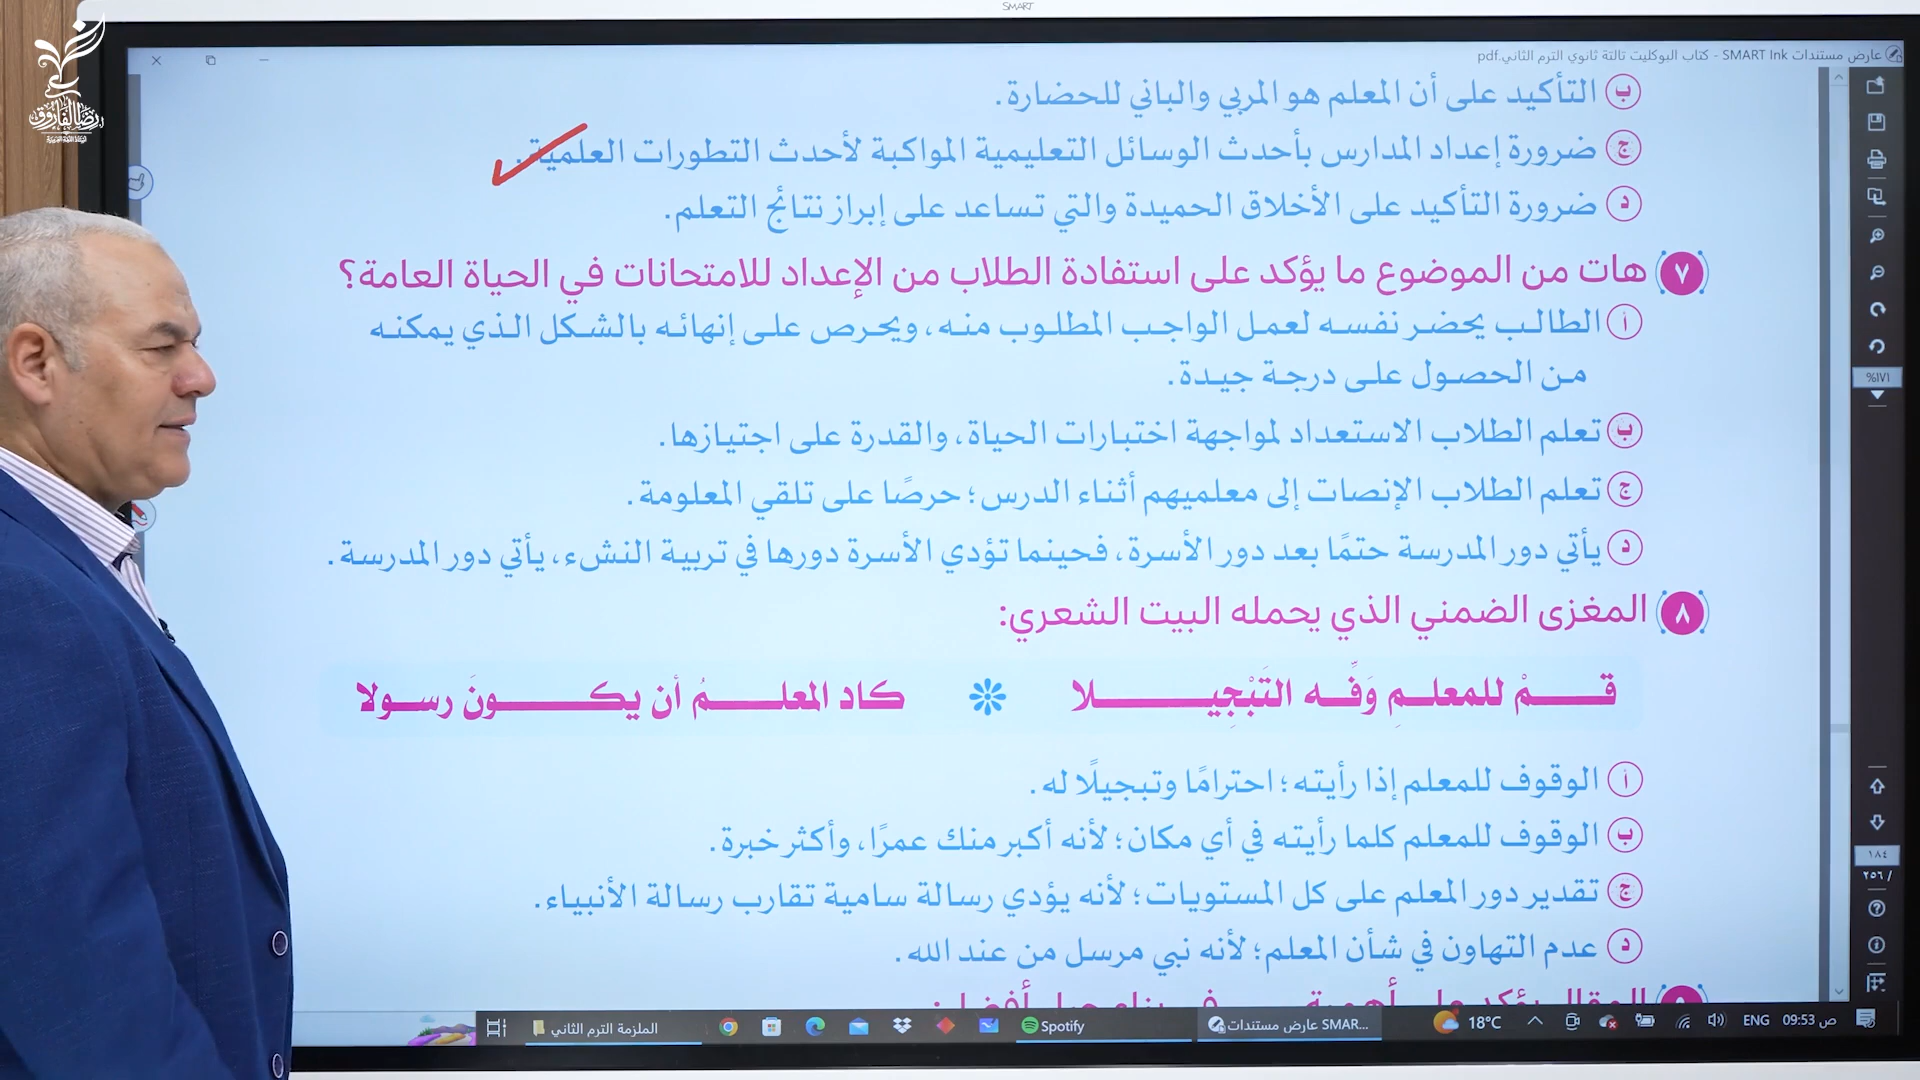 SMART
عارض مستندات SMART Ink - كتاب البوكليت تالتة ثانوي الترم الثاني.pdf
رضا الفاروق
ب التأكيد على أن المعلم هو المربي والباني للحضارة.
ج ضرورة إعداد المدارس بأحدث الوسائل التعليمية المواكبة لأحدث التطورات العلمية.
د ضرورة التأكيد على الأخلاق الحميدة والتي تساعد على إبراز نتائج التعلم.
٧ هات من الموضوع ما يؤكد على استفادة الطلاب من الإعداد للامتحانات في الحياة العامة؟
أ الطالب يحضر نفسه لعمل الواجب المطلوب منه، ويحرص على إنهائه بالشكل الذي يمكنه
من الحصول على درجة جيدة.
ب تعلم الطلاب الاستعداد لمواجهة اختبارات الحياة، والقدرة على اجتيازها.
ج تعلم الطلاب الإنصات إلى معلميهم أثناء الدرس؛ حرصًا على تلقي المعلومة.
د يأتي دور المدرسة حتمًا بعد دور الأسرة، فحينما تؤدي الأسرة دورها في تربية النشء، يأتي دور المدرسة.
٨ المغزى الضمني الذي يحمله البيت الشعري:
قمْ للمعلمِ وَفِّه التَبْجِيلا * كاد المعلمُ أن يكونَ رسولا
أ الوقوف للمعلم إذا رأيته؛ احترامًا وتبجيلًا له.
ب الوقوف للمعلم كلما رأيته في أي مكان؛ لأنه أكبر منك عمرًا، وأكثر خبرة.
ج تقدير دور المعلم على كل المستويات؛ لأنه يؤدي رسالة سامية تقارب رسالة الأنبياء.
د عدم التهاون في شأن المعلم؛ لأنه نبي مرسل من عند الله.
%١٧١
١٨٤
/ ٢٥٦
الملزمة الترم الثاني
Spotify
عارض مستندات SMAR...
18°C
ENG
09:53 ص